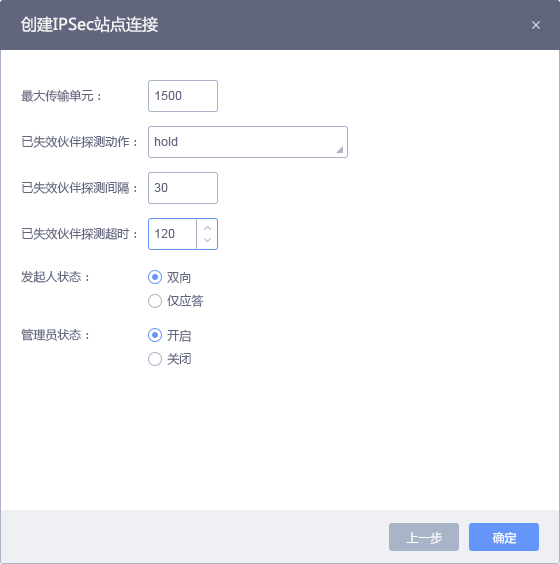 创建IPSec站点连接
最大传输单元： 1500
已失效伙伴探测动作： hold
已失效伙伴探测间隔： 30
已失效伙伴探测超时： 120
发起人状态： 双向
仅应答
管理员状态： 开启
关闭
上一步 确定